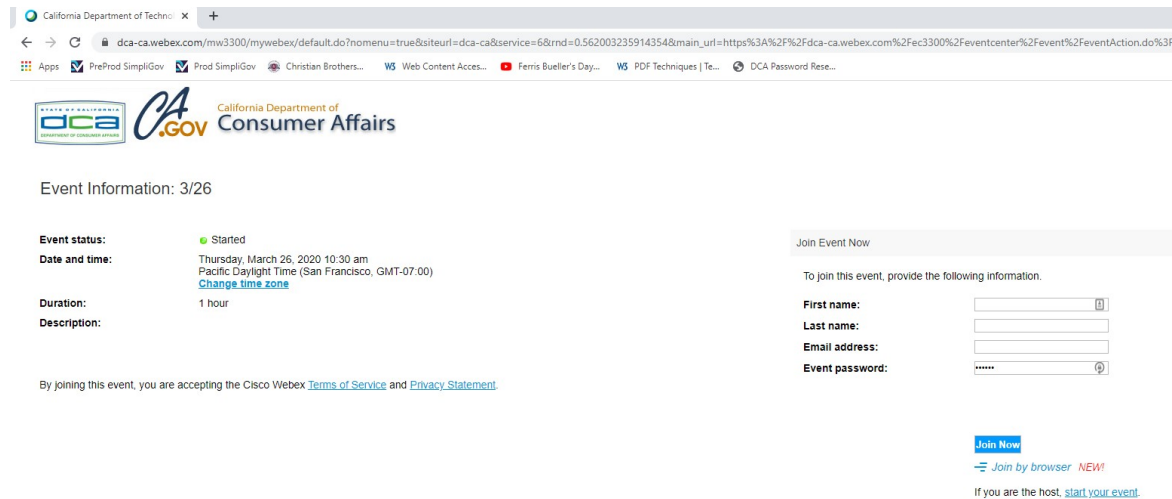 California Department of Technol
dca-ca.webex.com/mw3300/mywebex/default.do?nomenu=true&siteurl=dca-ca&service=6&rnd=0.562003235914354&main_url=https%3A%2F%2Fdca-ca.webex.com%2Fec3300%2Feventcenter%2Fevent%2FeventAction.do%3F
Apps PreProd SimpliGov Prod SimpliGov Christian Brothers... Web Content Acces... Ferris Bueller's Day... PDF Techniques | Te... DCA Password Rese...
STATE OF CALIFORNIA
dca
DEPARTMENT OF CONSUMER AFFAIRS
CA
.GOV
California Department of
Consumer Affairs
Event Information: 3/26
Event status: Started
Date and time: Thursday, March 26, 2020 10:30 am
Pacific Daylight Time (San Francisco, GMT-07:00)
Change time zone
Duration: 1 hour
Description:
By joining this event, you are accepting the Cisco Webex Terms of Service and Privacy Statement.
Join Event Now
To join this event, provide the following information.
First name:
Last name:
Email address:
Event password: ••••••
Join Now
Join by browser NEW!
If you are the host, start your event.